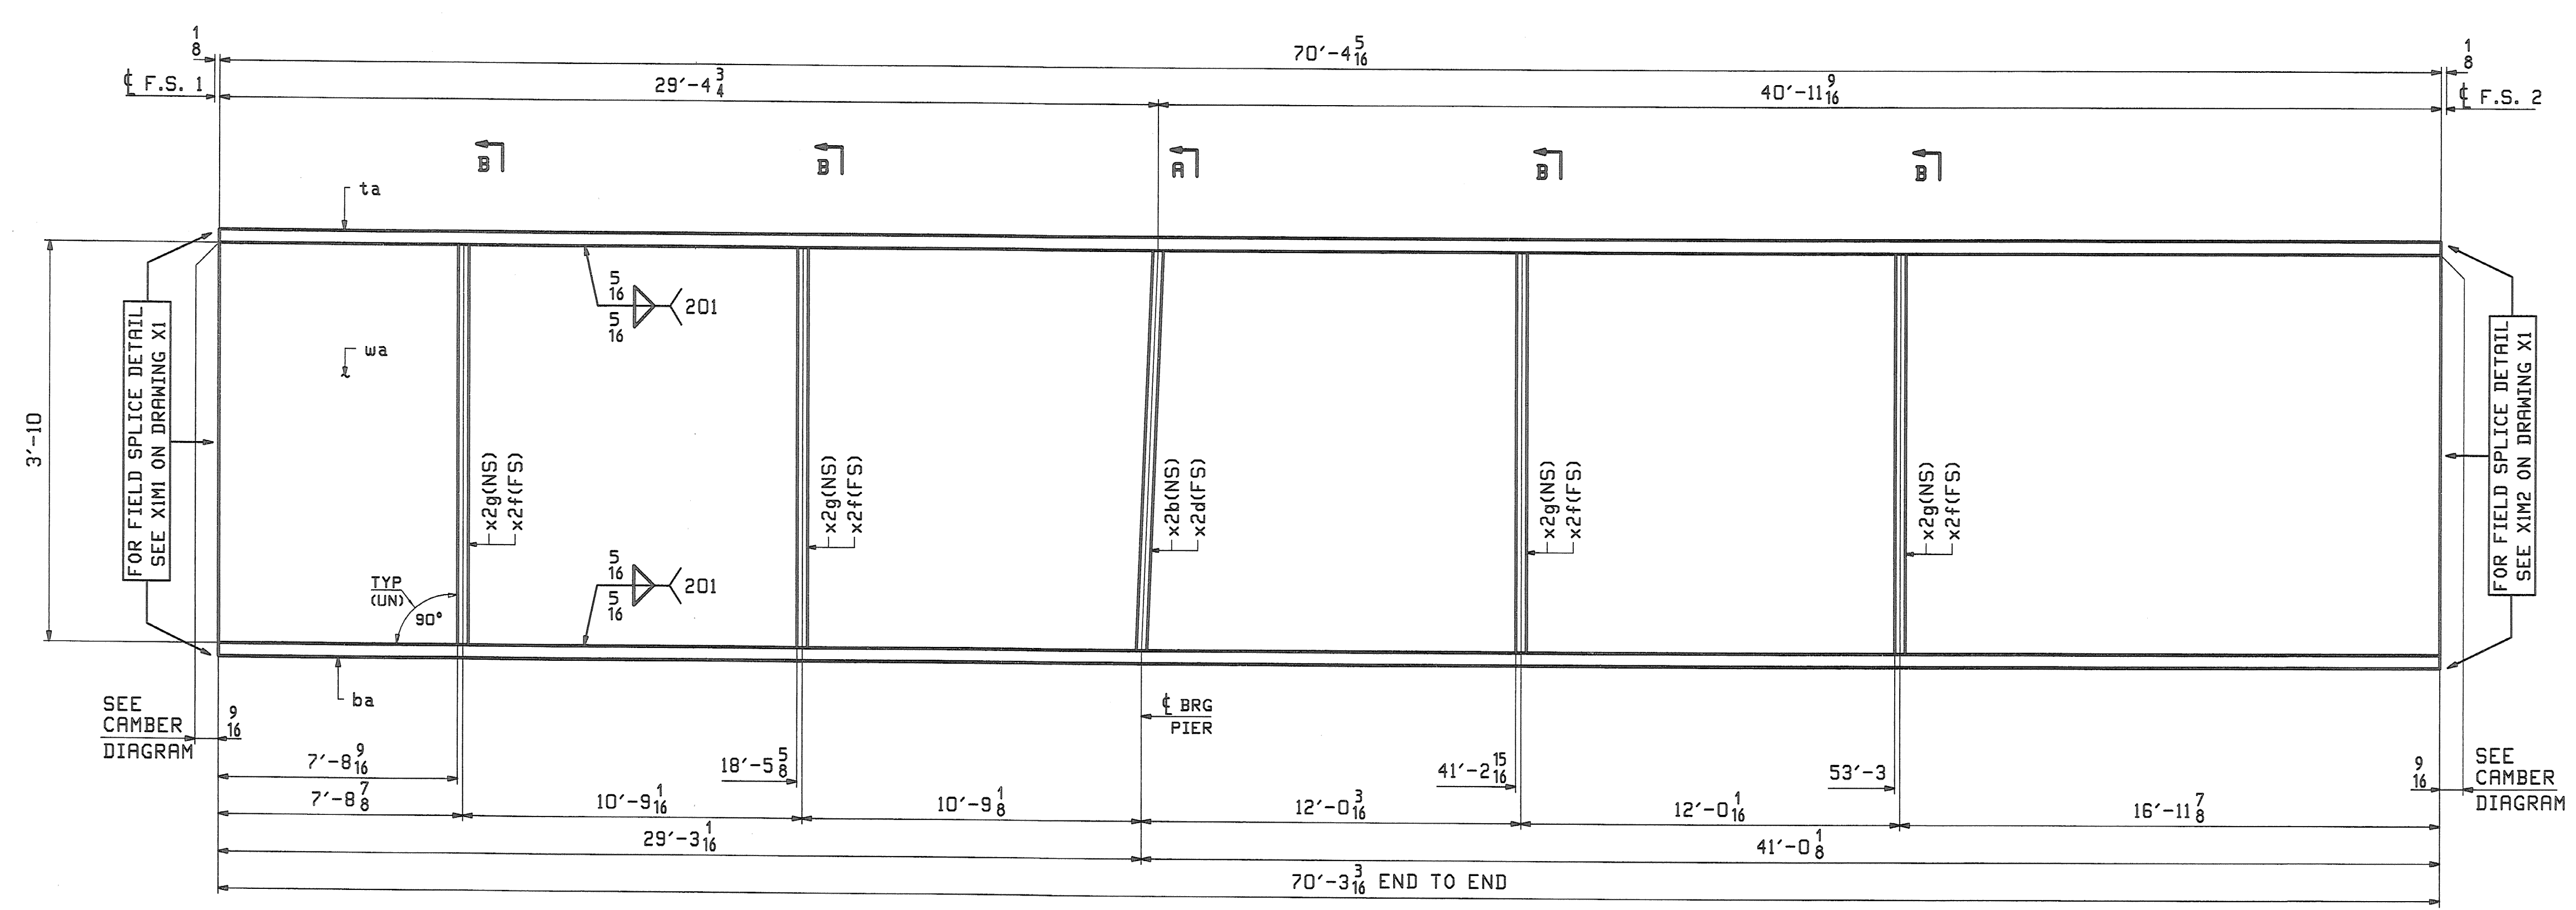 1/8
70'-4 5/16
1/8
℄ F.S. 1
29'-4 3/4
40'-11 9/16
℄ F.S. 2
B
B
A
B
B
ta
5/16
5/16
201
wa
3'-10
FOR FIELD SPLICE DETAIL
SEE X1M1 ON DRAWING X1
FOR FIELD SPLICE DETAIL
SEE X1M2 ON DRAWING X1
x2g(NS)
x2f(FS)
x2g(NS)
x2f(FS)
x2b(NS)
x2d(FS)
x2g(NS)
x2f(FS)
x2g(NS)
x2f(FS)
TYP
(UN)
90°
5/16
5/16
201
ba
SEE
CAMBER
DIAGRAM
9/16
℄ BRG
PIER
SEE
CAMBER
DIAGRAM
9/16
7'-8 9/16
18'-5 5/8
41'-2 15/16
53'-3
7'-8 7/8
10'-9 1/16
10'-9 1/8
12'-0 3/16
12'-0 1/16
16'-11 7/8
29'-3 1/16
41'-0 1/8
70'-3 3/16 END TO END